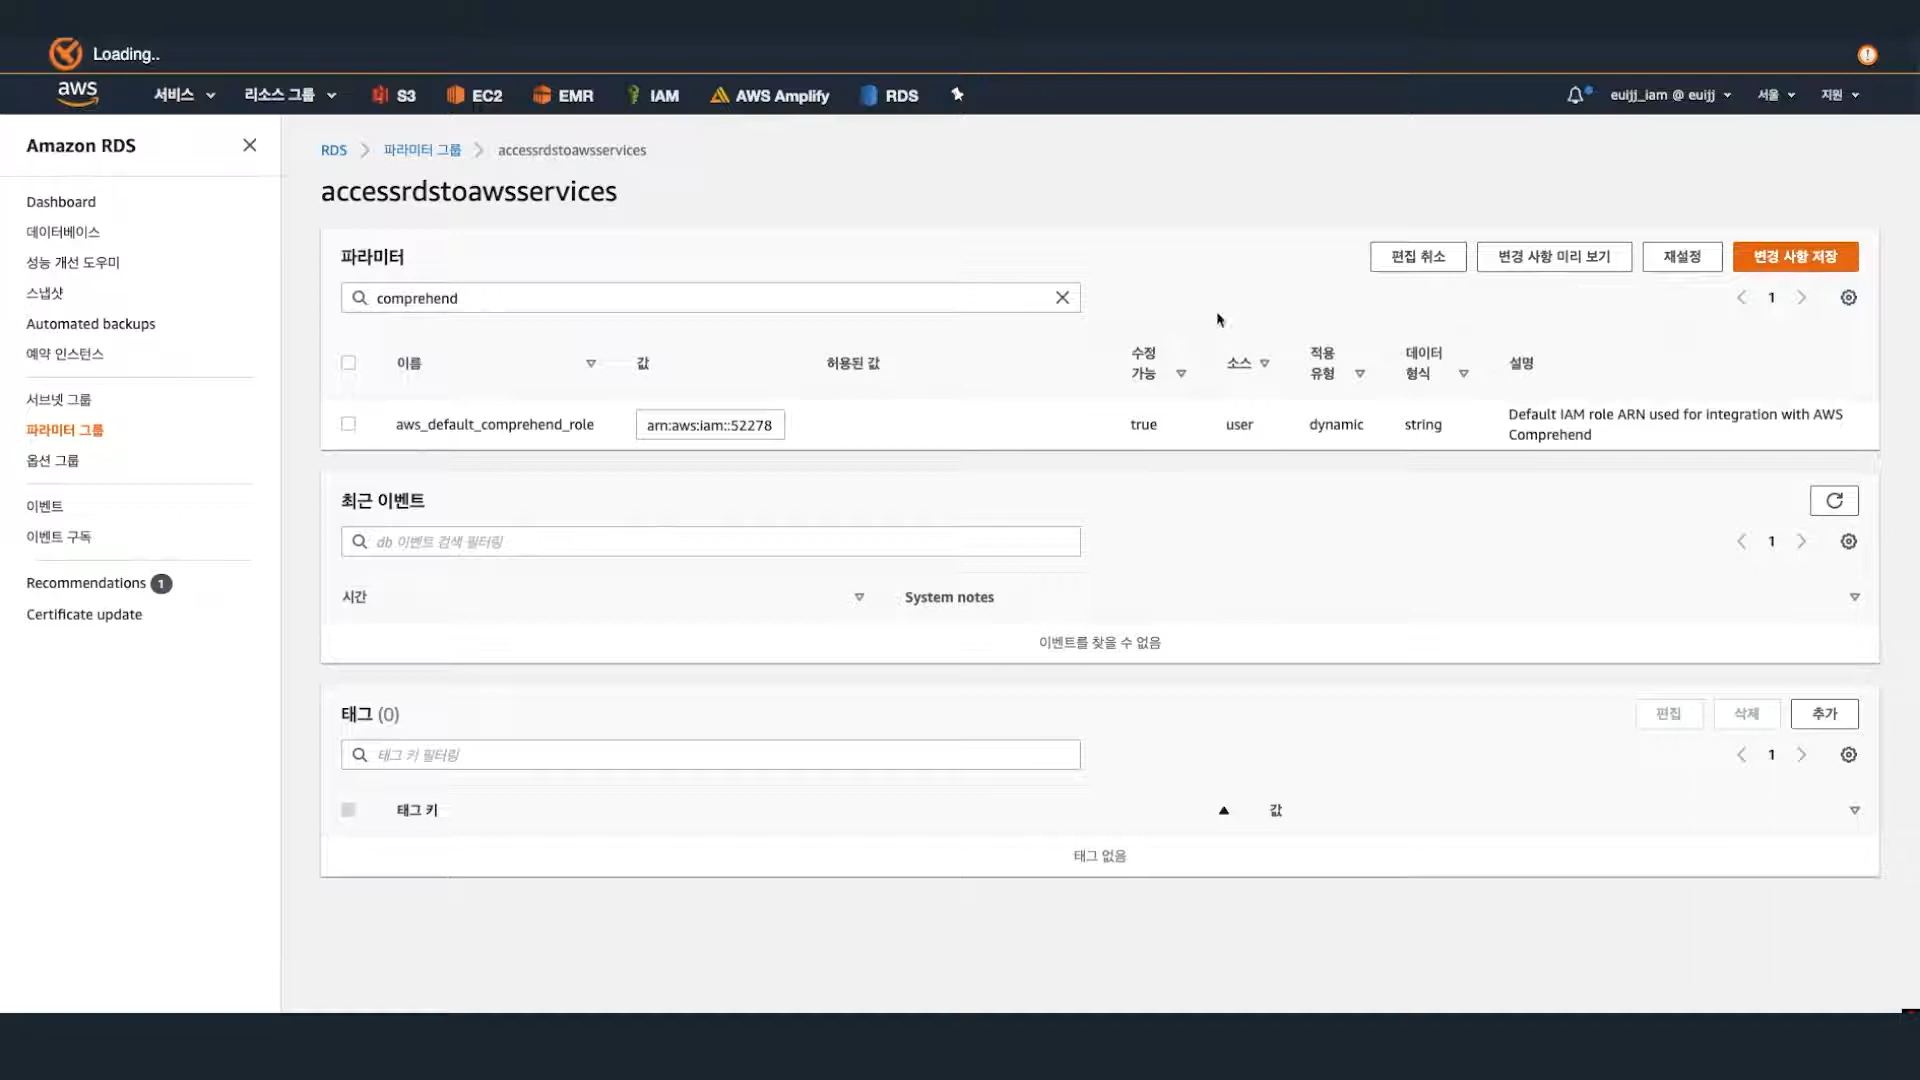 Loading..
aws 서비스 리소스 그룹 S3 EC2 EMR IAM AWS Amplify RDS euijj_iam @ euijj 서울 지원
Amazon RDS
Dashboard
데이터베이스
성능 개선 도우미
스냅샷
Automated backups
예약 인스턴스
서브넷 그룹
파라미터 그룹
옵션 그룹
이벤트
이벤트 구독
Recommendations 1
Certificate update
RDS 파라미터 그룹 accessrdstoawsservices
accessrdstoawsservices
파라미터 편집 취소 변경 사항 미리 보기 재설정 변경 사항 저장
comprehend 1
이름 값 허용된 값 수정 가능 소스 적용 유형 데이터 형식 설명
aws_default_comprehend_role arn:aws:iam::52278 true user dynamic string Default IAM role ARN used for integration with AWS
Comprehend
최근 이벤트
db 이벤트 검색 필터링 1
시간 System notes
이벤트를 찾을 수 없음
태그 (0) 편집 삭제 추가
태그 키 필터링 1
태그 키 값
태그 없음